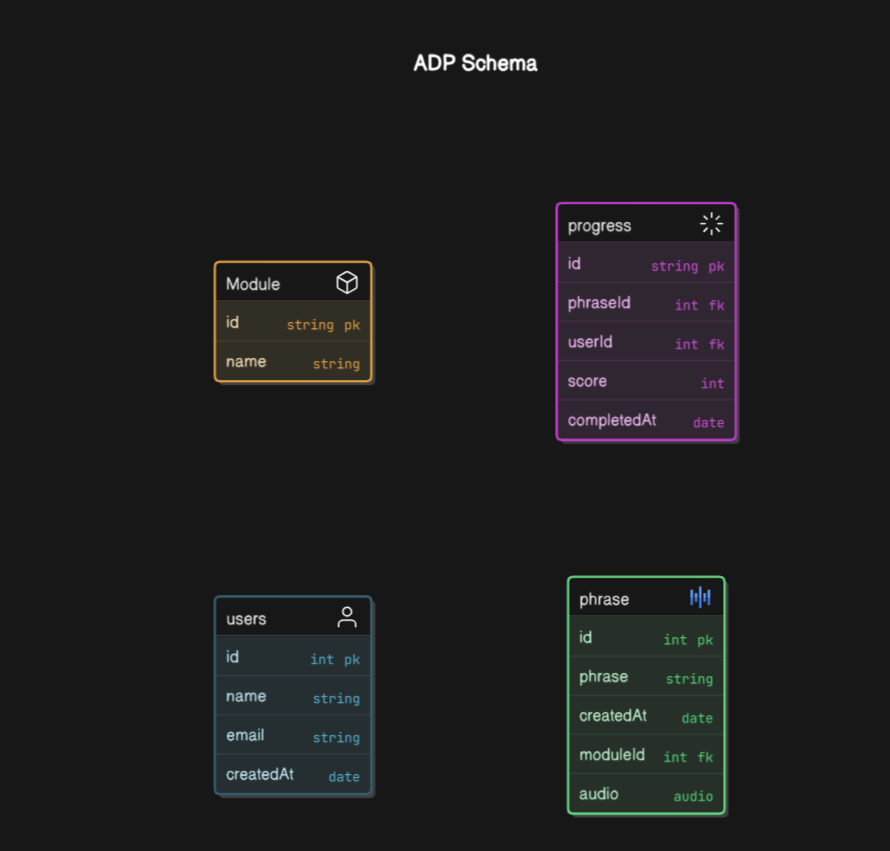 ADP Schema
progress
id string pk
phraseId int fk
userId int fk
score int
completedAt date
Module
id string pk
name string
users
id int pk
name string
email string
createdAt date
phrase
id int pk
phrase string
createdAt date
moduleId int fk
audio audio